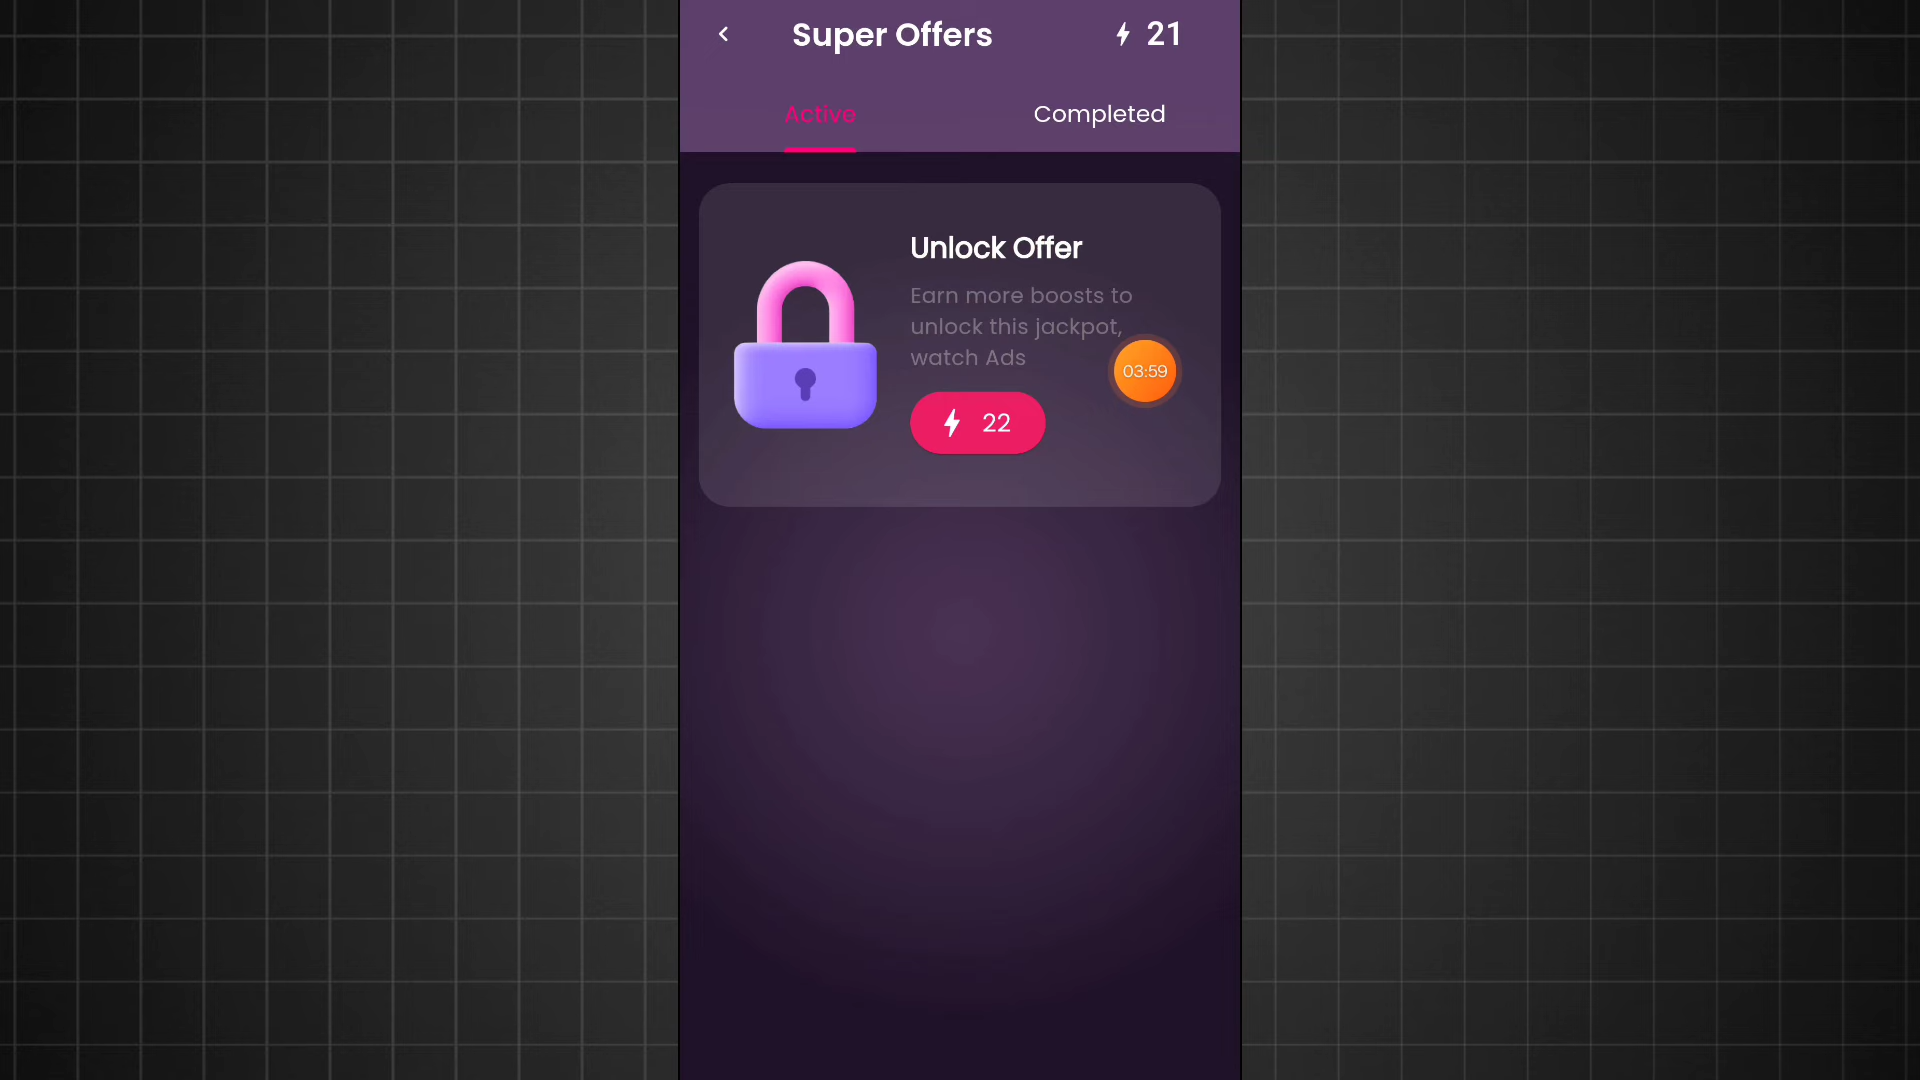 Super Offers
21
Active
Completed
Unlock Offer
Earn more boosts to
unlock this jackpot,
watch Ads
03:59
22